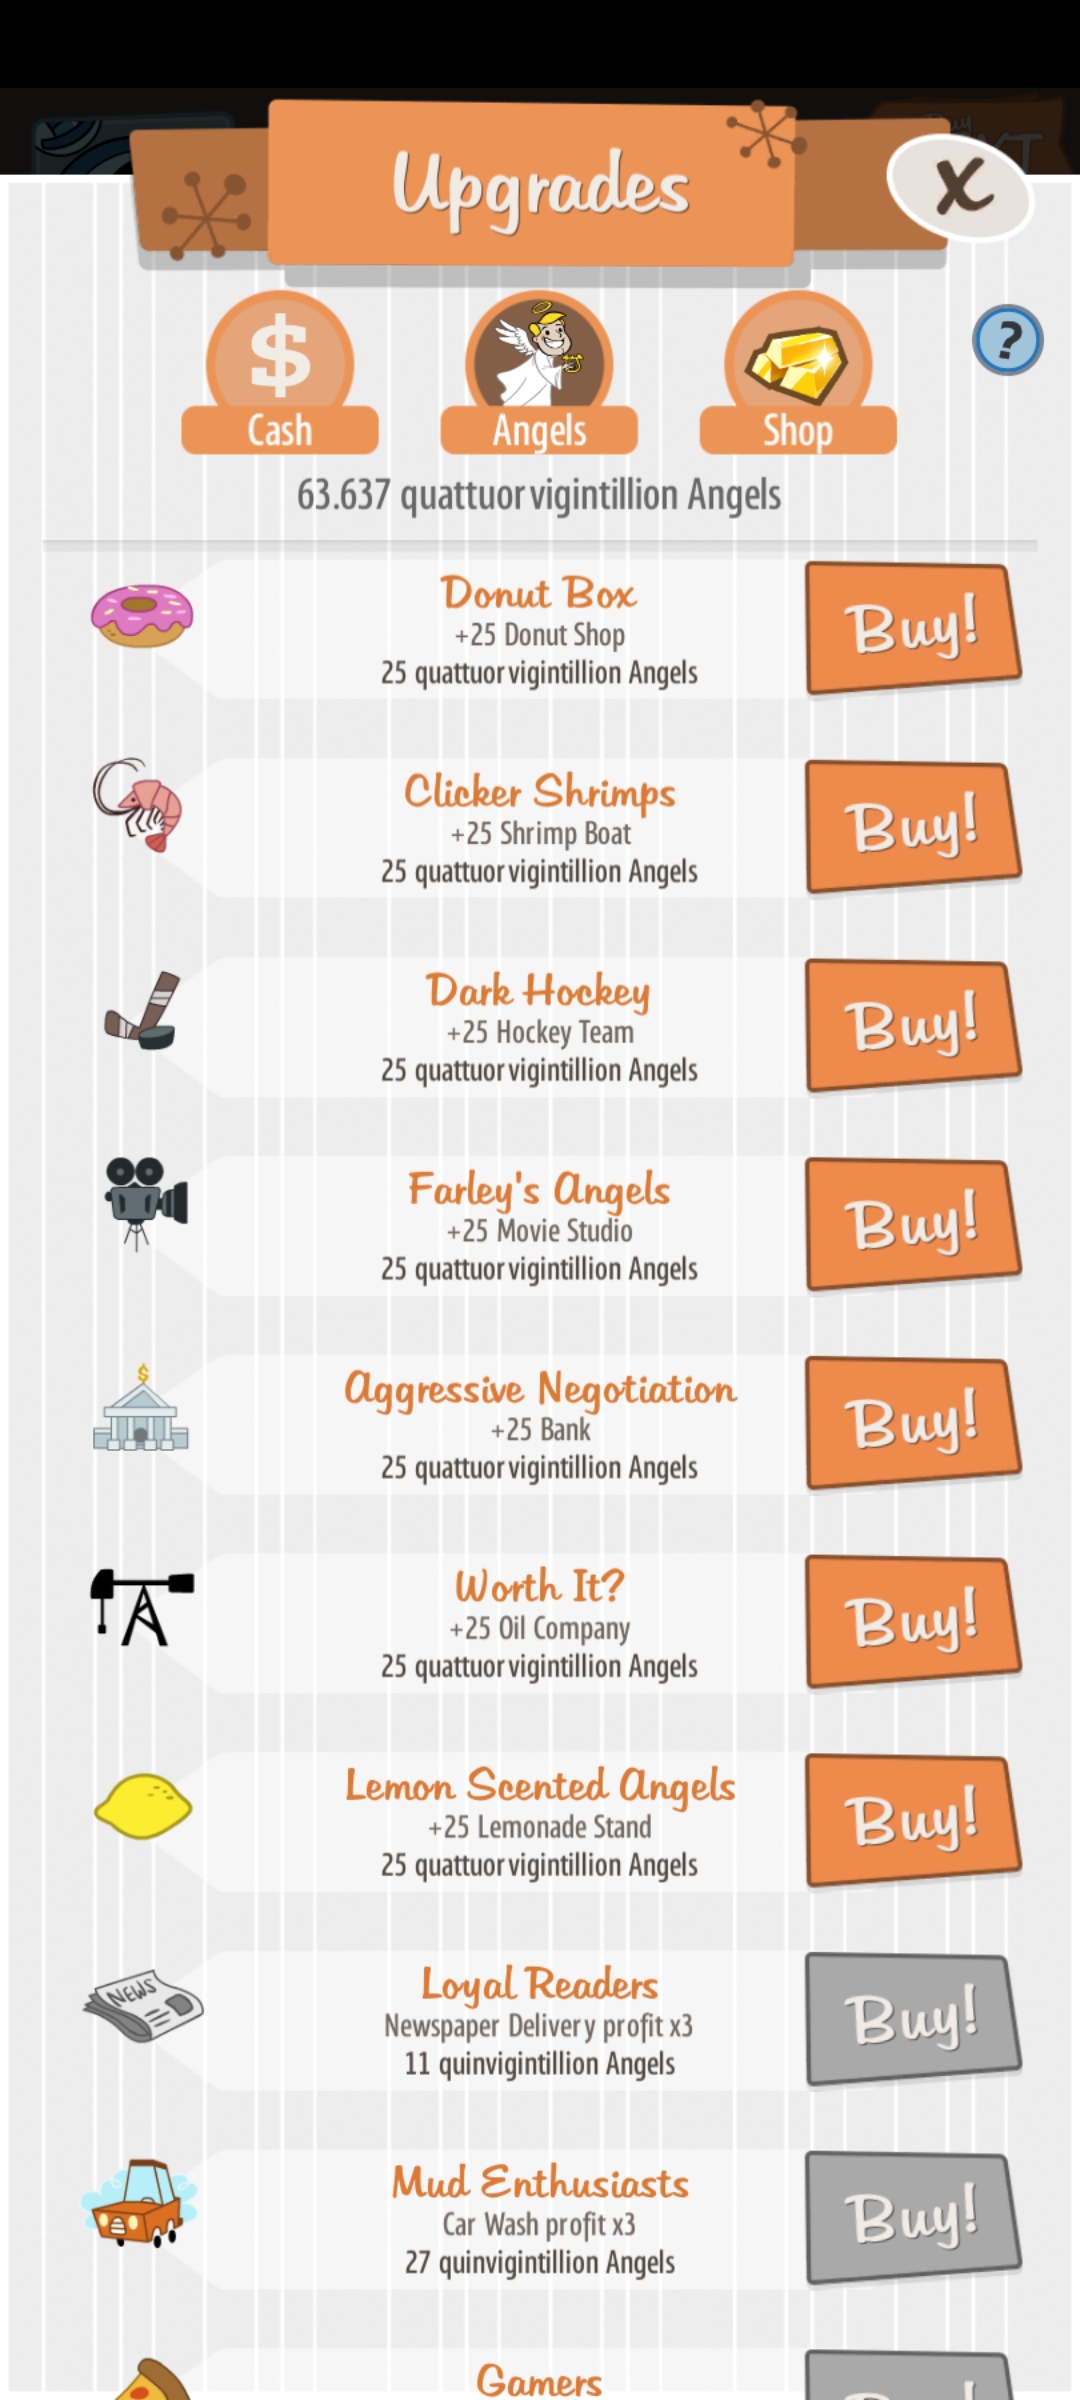 Upgrades
X
$
?
Cash
Angels
Shop
63.637 quattuorvigintillion Angels
Donut Box
+25 Donut Shop
25 quattuorvigintillion Angels
Buy!
Clicker Shrimps
+25 Shrimp Boat
25 quattuorvigintillion Angels
Buy!
Dark Hockey
+25 Hockey Team
25 quattuorvigintillion Angels
Buy!
Farley's Angels
+25 Movie Studio
25 quattuorvigintillion Angels
Buy!
$
Aggressive Negotiation
+25 Bank
25 quattuorvigintillion Angels
Buy!
Worth It?
+25 Oil Company
25 quattuorvigintillion Angels
Buy!
Lemon Scented Angels
+25 Lemonade Stand
25 quattuorvigintillion Angels
Buy!
NEWS
Loyal Readers
Newspaper Delivery profit x3
11 quinvigintillion Angels
Buy!
Mud Enthusiasts
Car Wash profit x3
27 quinvigintillion Angels
Buy!
Gamers